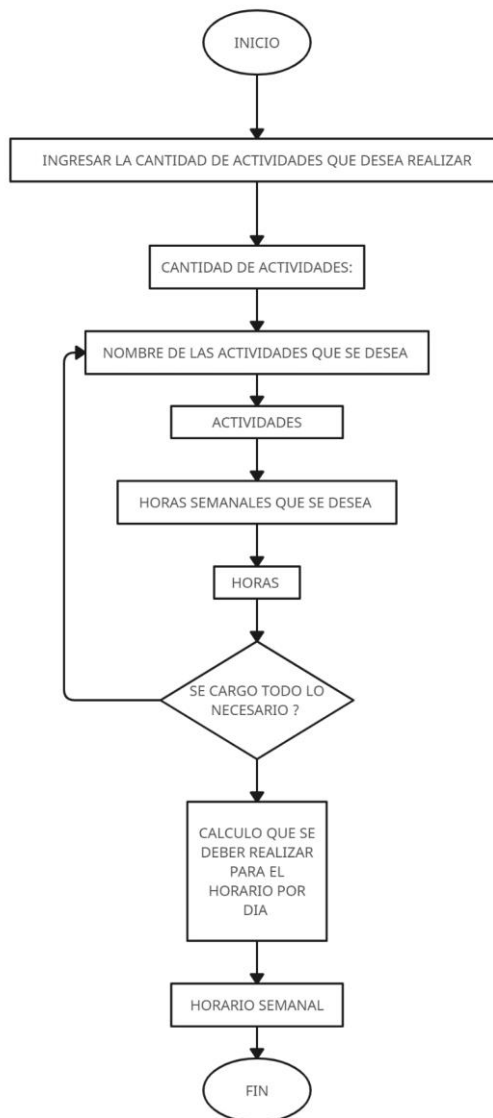 INICIO
INGRESAR LA CANTIDAD DE ACTIVIDADES QUE DESEA REALIZAR
CANTIDAD DE ACTIVIDADES:
NOMBRE DE LAS ACTIVIDADES QUE SE DESEA
ACTIVIDADES
HORAS SEMANALES QUE SE DESEA
HORAS
SE CARGO TODO LO
NECESARIO ?
CALCULO QUE SE
DEBER REALIZAR
PARA EL
HORARIO POR
DIA
HORARIO SEMANAL
FIN